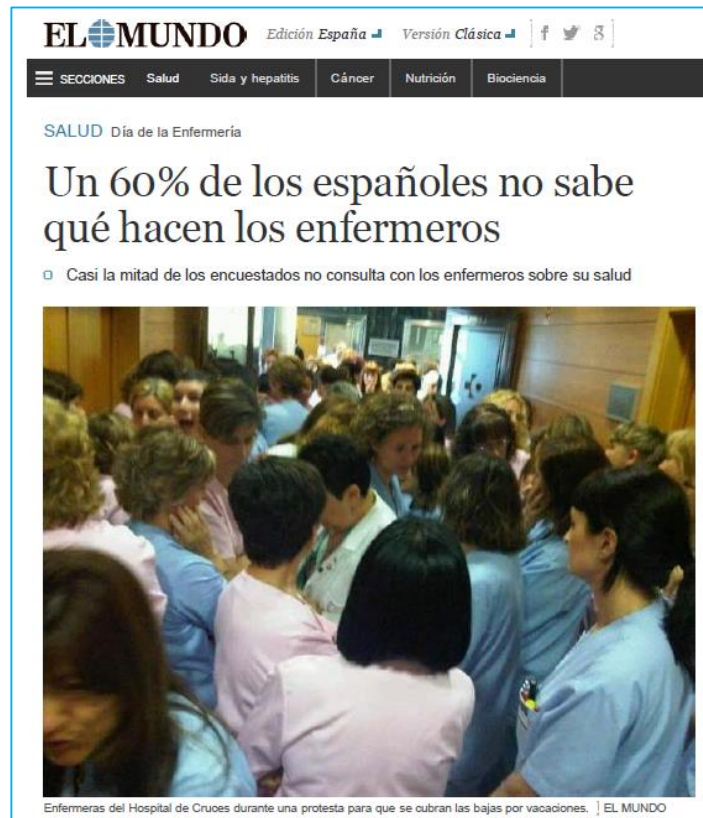 EL MUNDO Edición España Versión Clásica
SECCIONES Salud Sida y hepatitis Cáncer Nutrición Biociencia
SALUD Día de la Enfermería
Un 60% de los españoles no sabe
qué hacen los enfermeros
Casi la mitad de los encuestados no consulta con los enfermeros sobre su salud
Enfermeras del Hospital de Cruces durante una protesta para que se cubran las bajas por vacaciones. | EL MUNDO